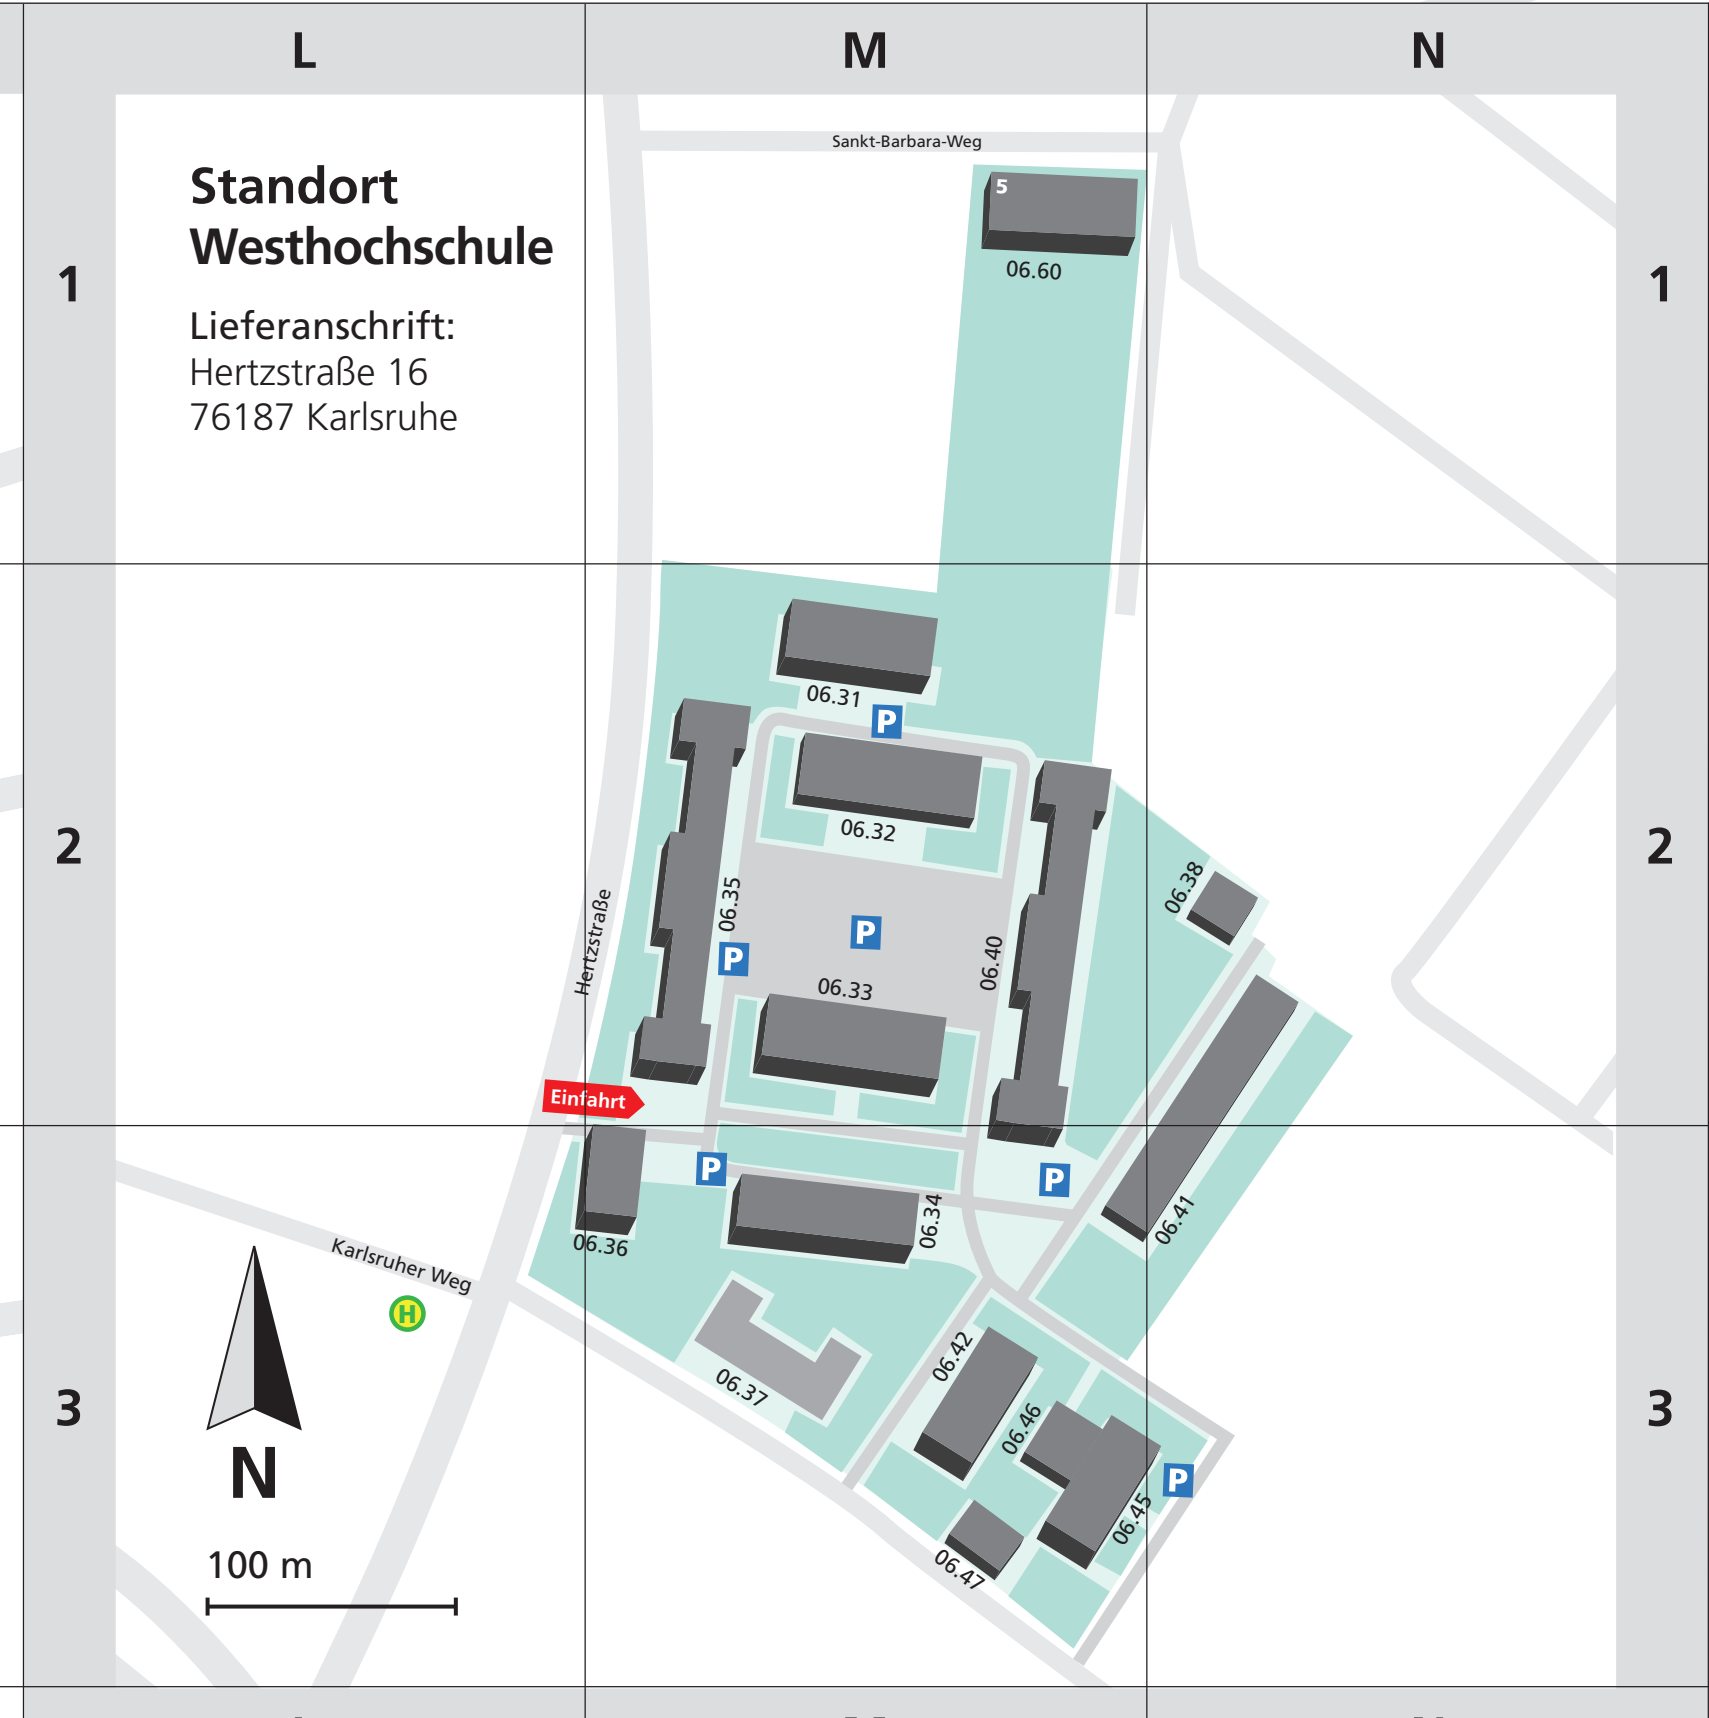 L
M
N
Standort
Westhochschule
Lieferanschrift:
Hertzstraße 16
76187 Karlsruhe
Sankt-Barbara-Weg
5
06.60
1
1
06.31
P
06.32
2
2
06.38
06.35
Hertzstraße
P
P
06.40
06.33
Einfahrt
P
P
06.34
06.41
06.36
Karlsruher Weg
H
06.37
06.42
06.46
3
3
P
06.45
06.47
N
100 m